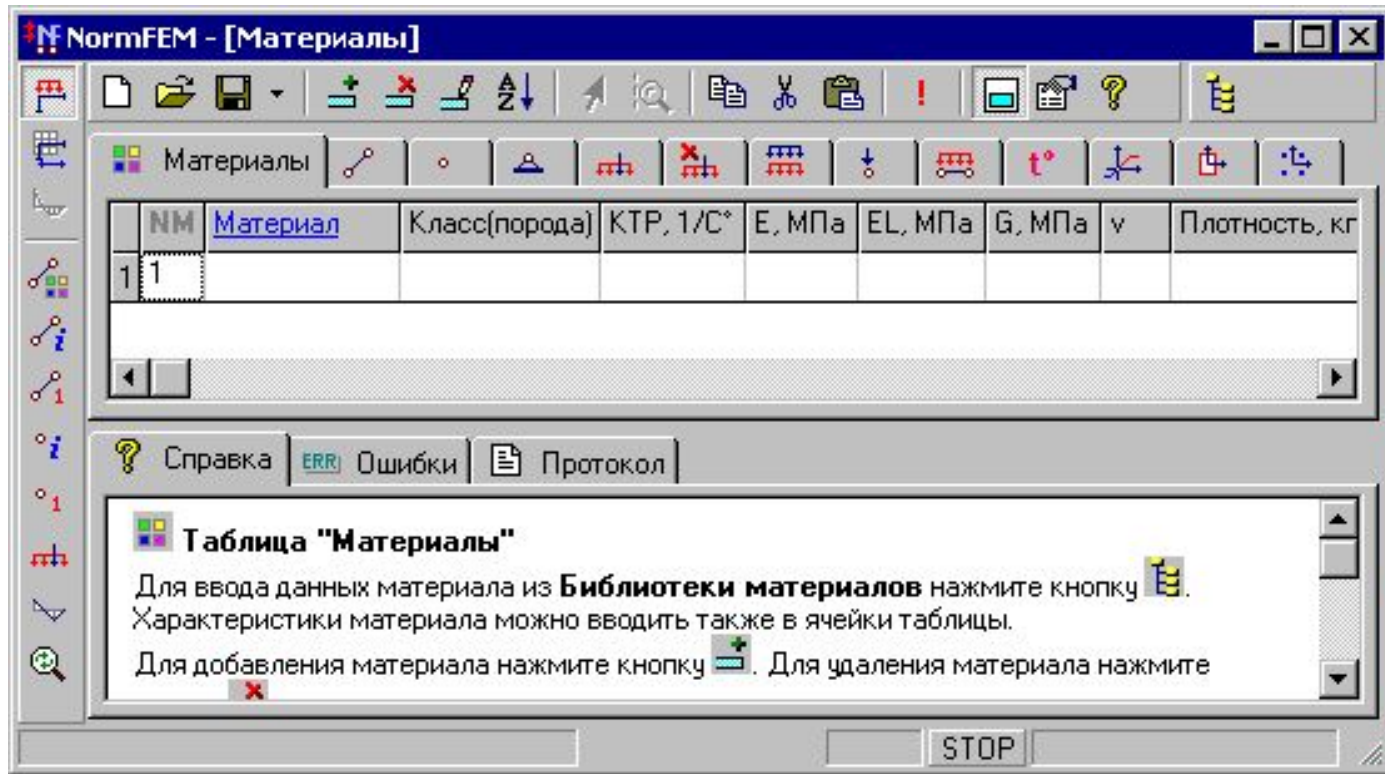 NormFEM - [Материалы]
Материалы t°
NM Материал Класс(порода) КТР, 1/C° E, МПа EL, МПа G, МПа ν Плотность, кг
1 1
Справка ERR Ошибки Протокол
Таблица "Материалы"
Для ввода данных материала из Библиотеки материалов нажмите кнопку .
Характеристики материала можно вводить также в ячейки таблицы.
Для добавления материала нажмите кнопку . Для удаления материала нажмите
STOP